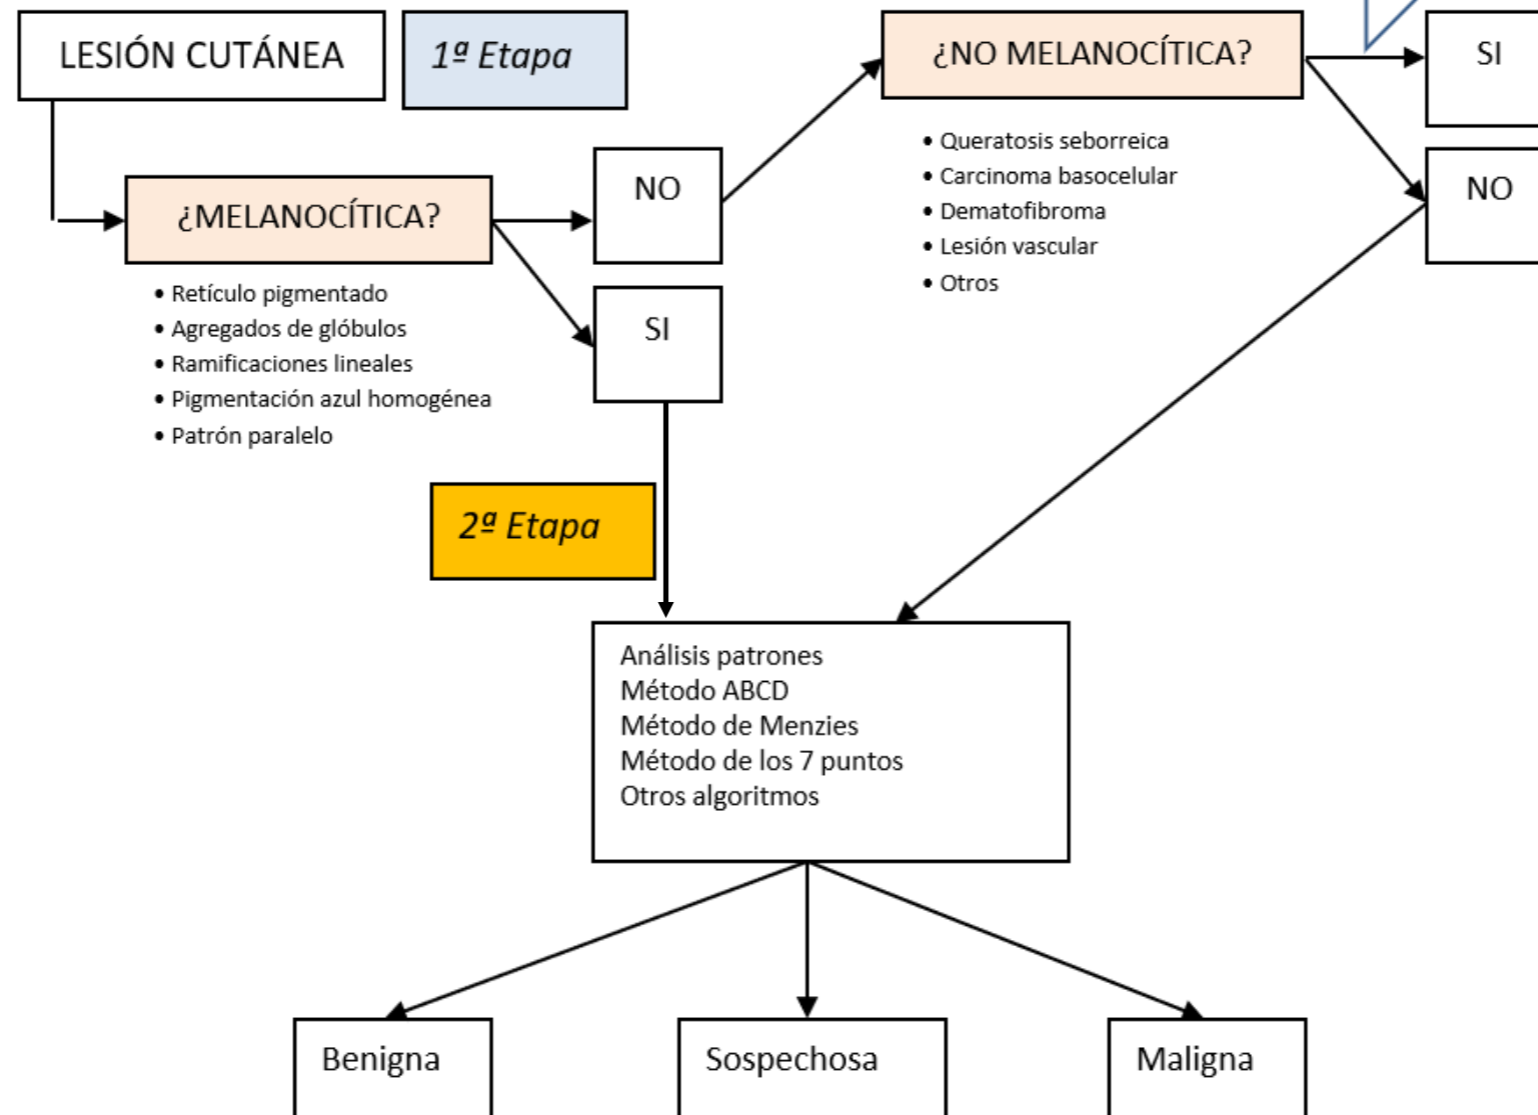 LESIÓN CUTÁNEA
1ª Etapa
¿MELANOCÍTICA?
• Retículo pigmentado
• Agregados de glóbulos
• Ramificaciones lineales
• Pigmentación azul homogénea
• Patrón paralelo
NO
SI
¿NO MELANOCÍTICA?
• Queratosis seborreica
• Carcinoma basocelular
• Dematofibroma
• Lesión vascular
• Otros
SI
NO
2ª Etapa
Análisis patrones
Método ABCD
Método de Menzies
Método de los 7 puntos
Otros algoritmos
Benigna
Sospechosa
Maligna